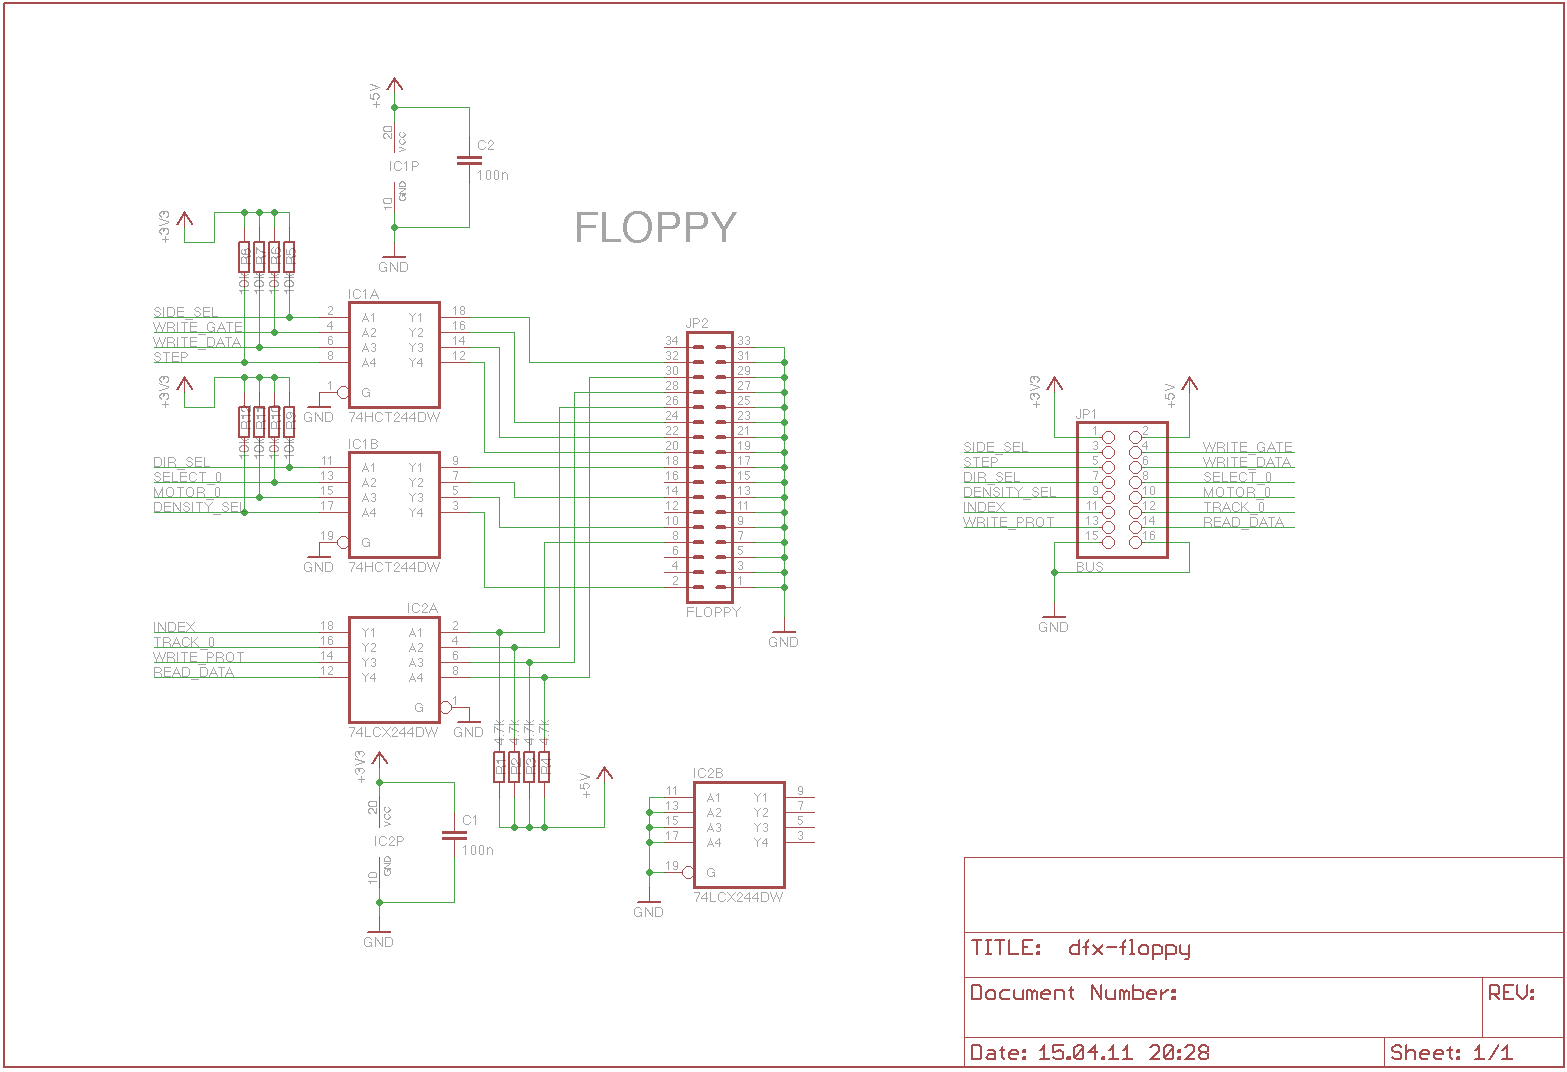 +5V
20
VCC
IC1P
GND
10
C2
100n
GND
FLOPPY
+3V3
R8 R7 R6 R5
10K 10K 10K 10K
IC1A
SIDE_SEL 2 A1 Y1 18
WRITE_GATE 4 A2 Y2 16
WRITE_DATA 6 A3 Y3 14
STEP 8 A4 Y4 12
1 G
GND
74HCT244DW
+3V3
R12 R11 R10 R9
10K 10K 10K 10K
IC1B
DIR_SEL 11 A1 Y1 9
SELECT_0 13 A2 Y2 7
MOTOR_0 15 A3 Y3 5
DENSITY_SEL 17 A4 Y4 3
19 G
GND
74HCT244DW
IC2A
INDEX 18 Y1 A1 2
TRACK_0 16 Y2 A2 4
WRITE_PROT 14 Y3 A3 6
READ_DATA 12 Y4 A4 8
G 1
GND
74LCX244DW
+3V3
20
VCC
IC2P
GND
10
C1
100n
GND
4.7K 4.7K 4.7K 4.7K
R1 R2 R3 R4
+5V
JP2
34 33
32 31
30 29
28 27
26 25
24 23
22 21
20 19
18 17
16 15
14 13
12 11
10 9
8 7
6 5
4 3
2 1
FLOPPY
GND
IC2B
11 A1 Y1 9
13 A2 Y2 7
15 A3 Y3 5
17 A4 Y4 3
19 G
74LCX244DW
GND
+3V3
+5V
JP1
1 2
SIDE_SEL 3 4 WRITE_GATE
STEP 5 6 WRITE_DATA
DIR_SEL 7 8 SELECT_0
DENSITY_SEL 9 10 MOTOR_0
INDEX 11 12 TRACK_0
WRITE_PROT 13 14 READ_DATA
15 16
BUS
GND
TITLE: dfx-floppy
Document Number:
REV:
Date: 15.04.11 20:28
Sheet: 1/1